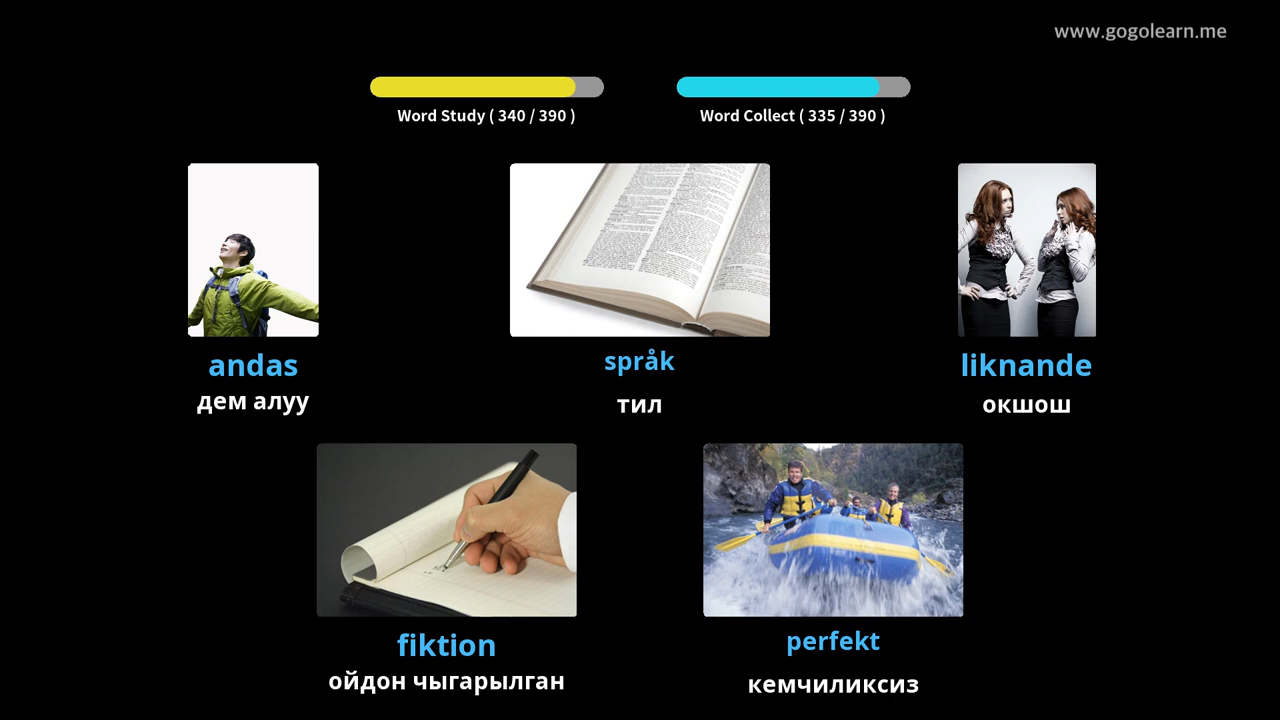 www.gogolearn.me
Word Study ( 340 / 390 )
Word Collect ( 335 / 390 )
andas
дем алуу
språk
тил
liknande
окшош
fiktion
ойдон чыгарылган
perfekt
кемчиликсиз